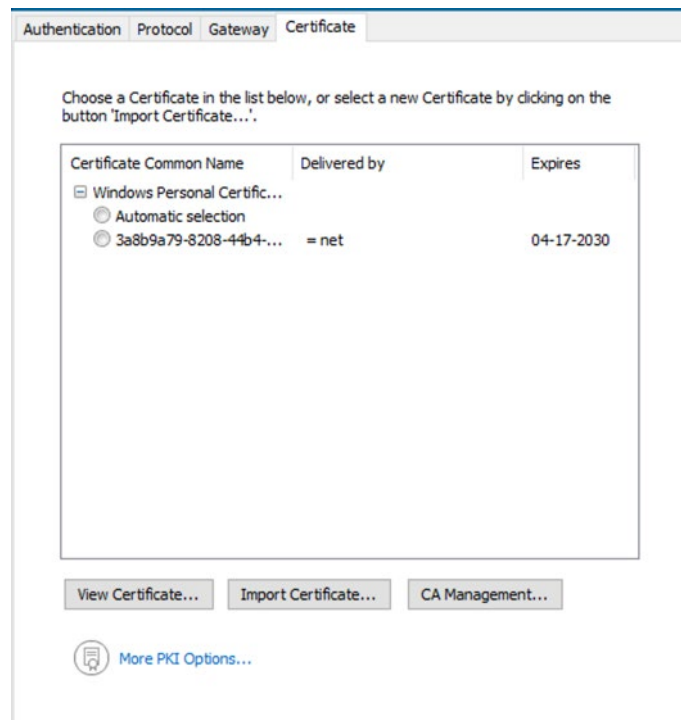 Authentication Protocol Gateway Certificate
Choose a Certificate in the list below, or select a new Certificate by clicking on the
button 'Import Certificate...'.
Certificate Common Name Delivered by Expires
Windows Personal Certific...
Automatic selection
3a8b9a79-8208-44b4-... = net 04-17-2030
View Certificate... Import Certificate... CA Management...
More PKI Options...